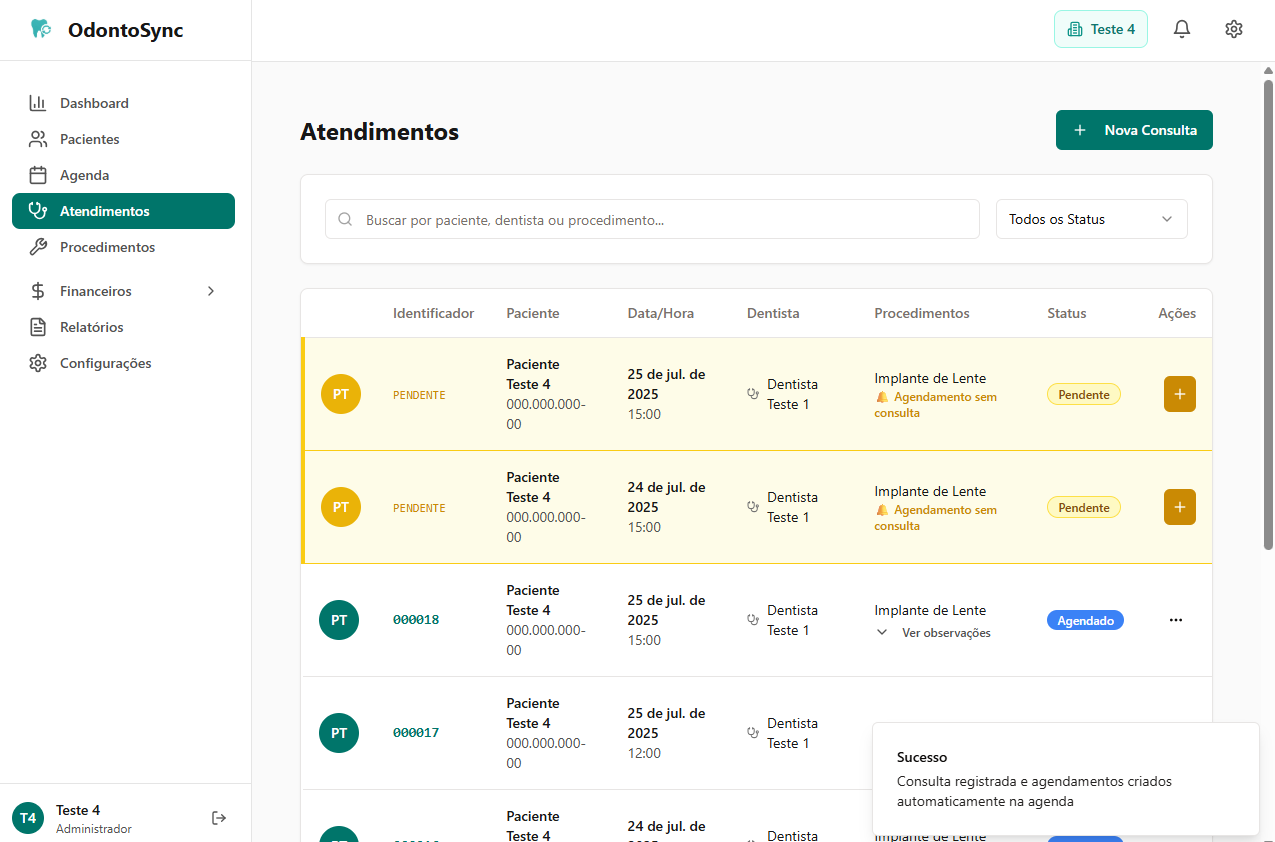 OdontoSync
Teste 4
Dashboard
Pacientes
Agenda
Atendimentos
Procedimentos
Financeiros
Relatórios
Configurações
T4
Teste 4
Administrador
Atendimentos
Nova Consulta
Buscar por paciente, dentista ou procedimento...
Todos os Status
Identificador Paciente Data/Hora Dentista Procedimentos Status Ações
PT
PENDENTE
Paciente
Teste 4
000.000.000-
00
25 de jul. de
2025
15:00
Dentista
Teste 1
Implante de Lente
Agendamento sem
consulta
Pendente
PT
PENDENTE
Paciente
Teste 4
000.000.000-
00
24 de jul. de
2025
15:00
Dentista
Teste 1
Implante de Lente
Agendamento sem
consulta
Pendente
PT
000018
Paciente
Teste 4
000.000.000-
00
25 de jul. de
2025
15:00
Dentista
Teste 1
Implante de Lente
Ver observações
Agendado
PT
000017
Paciente
Teste 4
000.000.000-
00
25 de jul. de
2025
12:00
Dentista
Teste 1
Paciente
Teste 4
24 de jul. de
Dentista
Sucesso
Consulta registrada e agendamentos criados
automaticamente na agenda